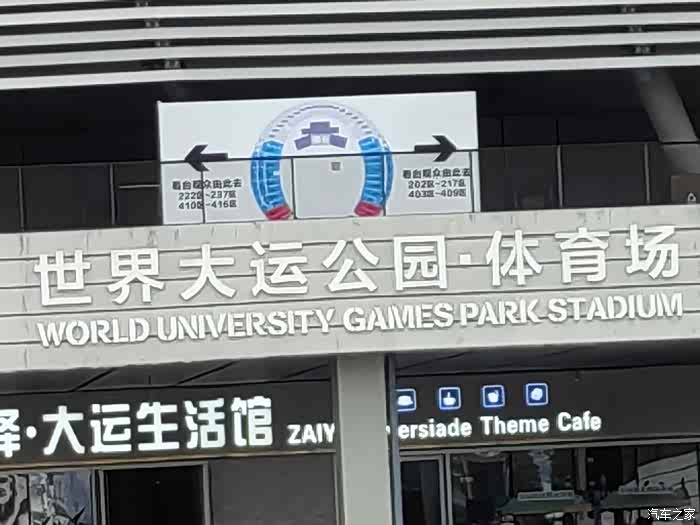 看台观众由此去
222区-237区
410区-416区
看台观众由此去
202区-217区
403区-409区
世界大运公园·体育场
WORLD UNIVERSITY GAMES PARK STADIUM
·大运生活馆
Theme Cafe
汽车之家